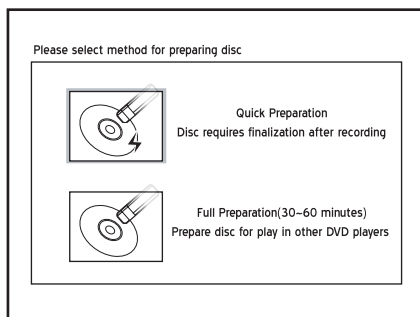 Please select method for preparing disc
Quick Preparation
Disc requires finalization after recording
Full Preparation(30~60 minutes)
Prepare disc for play in other DVD players